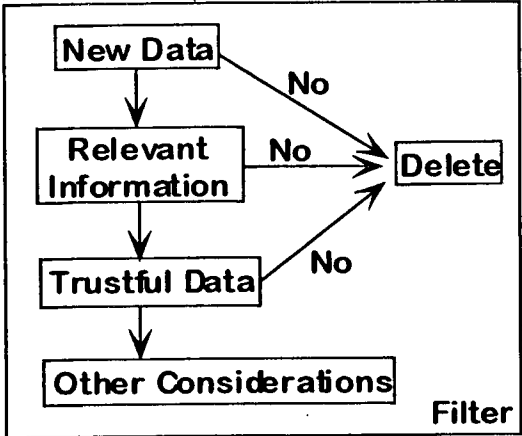 New Data
No
Relevant
Information
No
Delete
No
Trustful Data
Other Considerations
Filter